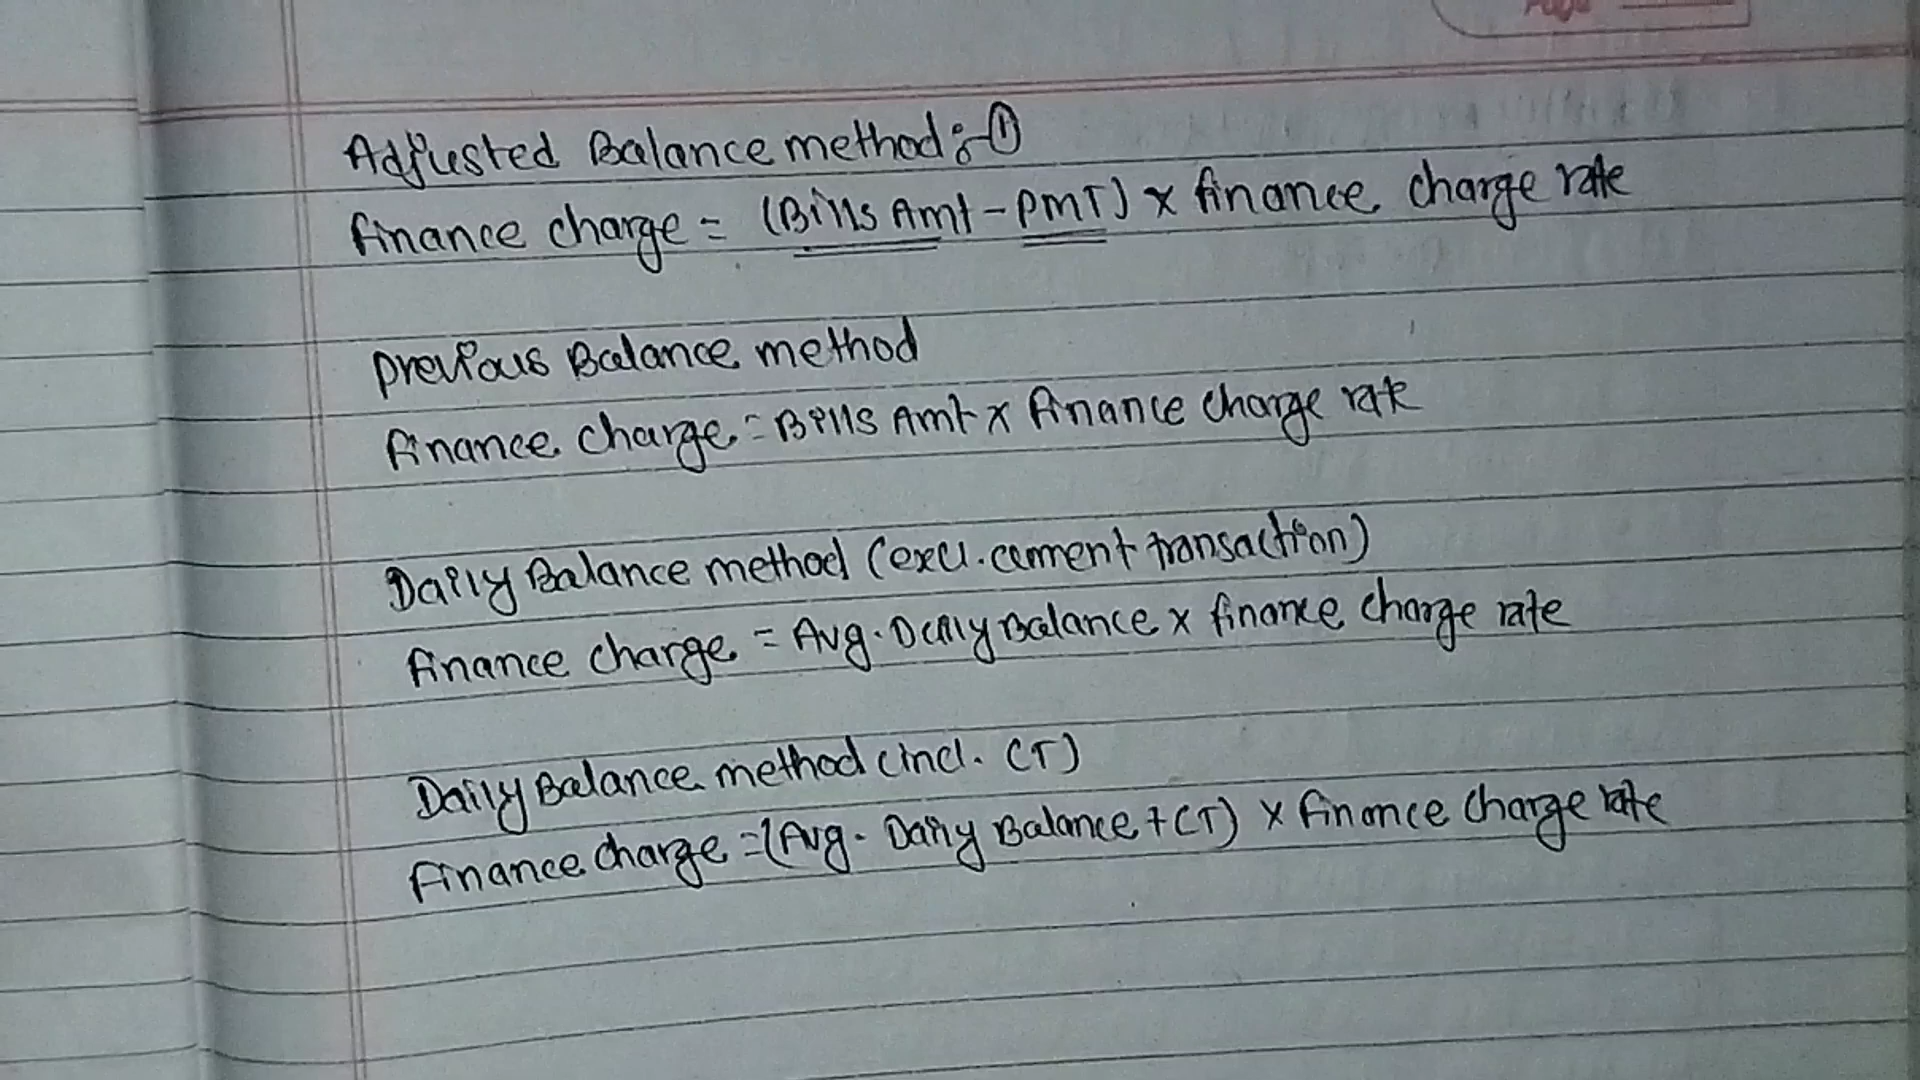 Page
Adjusted Balance method:- ①
finance charge = (Bills Amt - PMT) x finance charge rate
previous Balance method
finance charge = Bills Amt x finance charge rate
Daily Balance method (excl. current transaction)
finance charge = Avg. Daily Balance x finance charge rate
Daily Balance method (incl. CT)
finance charge = (Avg. Daily Balance + CT) x finance charge rate